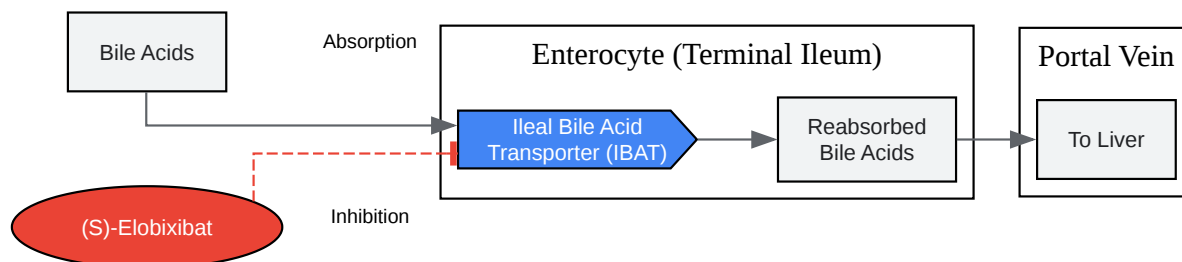 Bile Acids
Absorption
Enterocyte (Terminal Ileum)
Portal Vein
Ileal Bile Acid
Transporter (IBAT)
Reabsorbed
Bile Acids
To Liver
(S)-Elobixibat
Inhibition